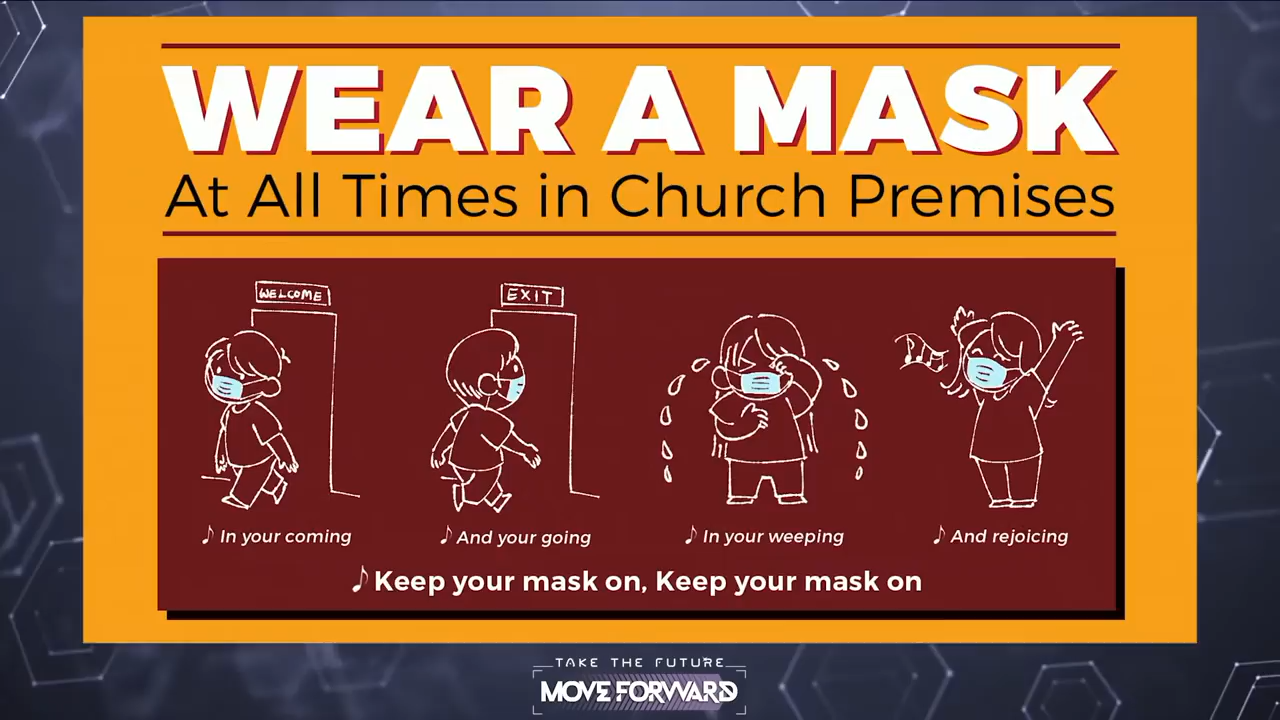 WEAR A MASK
At All Times in Church Premises
WELCOME
EXIT
♪ In your coming
♪ And your going
♪ In your weeping
♪ And rejoicing
♪ Keep your mask on, Keep your mask on
TAKE THE FUTURE
MOVE FORWARD